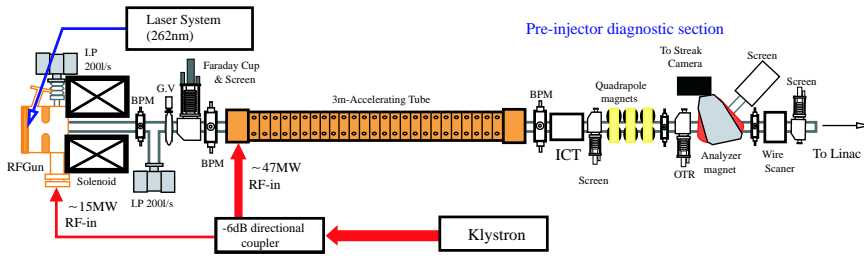 Laser System
(262nm)
Pre-injector diagnostic section
I.P
200l/s
G.V
Faraday Cup
& Screen
To Streak
Camera
Screen
BPM
3m-Accelerating Tube
BPM
Quadrapole
magnets
Screen
RFGun
Solenoid
BPM
I.P 200l/s
ICT
Screen
OTR
Analyzer
magnet
Wire
Scaner
To Linac
~15MW
RF-in
~47MW
RF-in
-6dB directional
coupler
Klystron